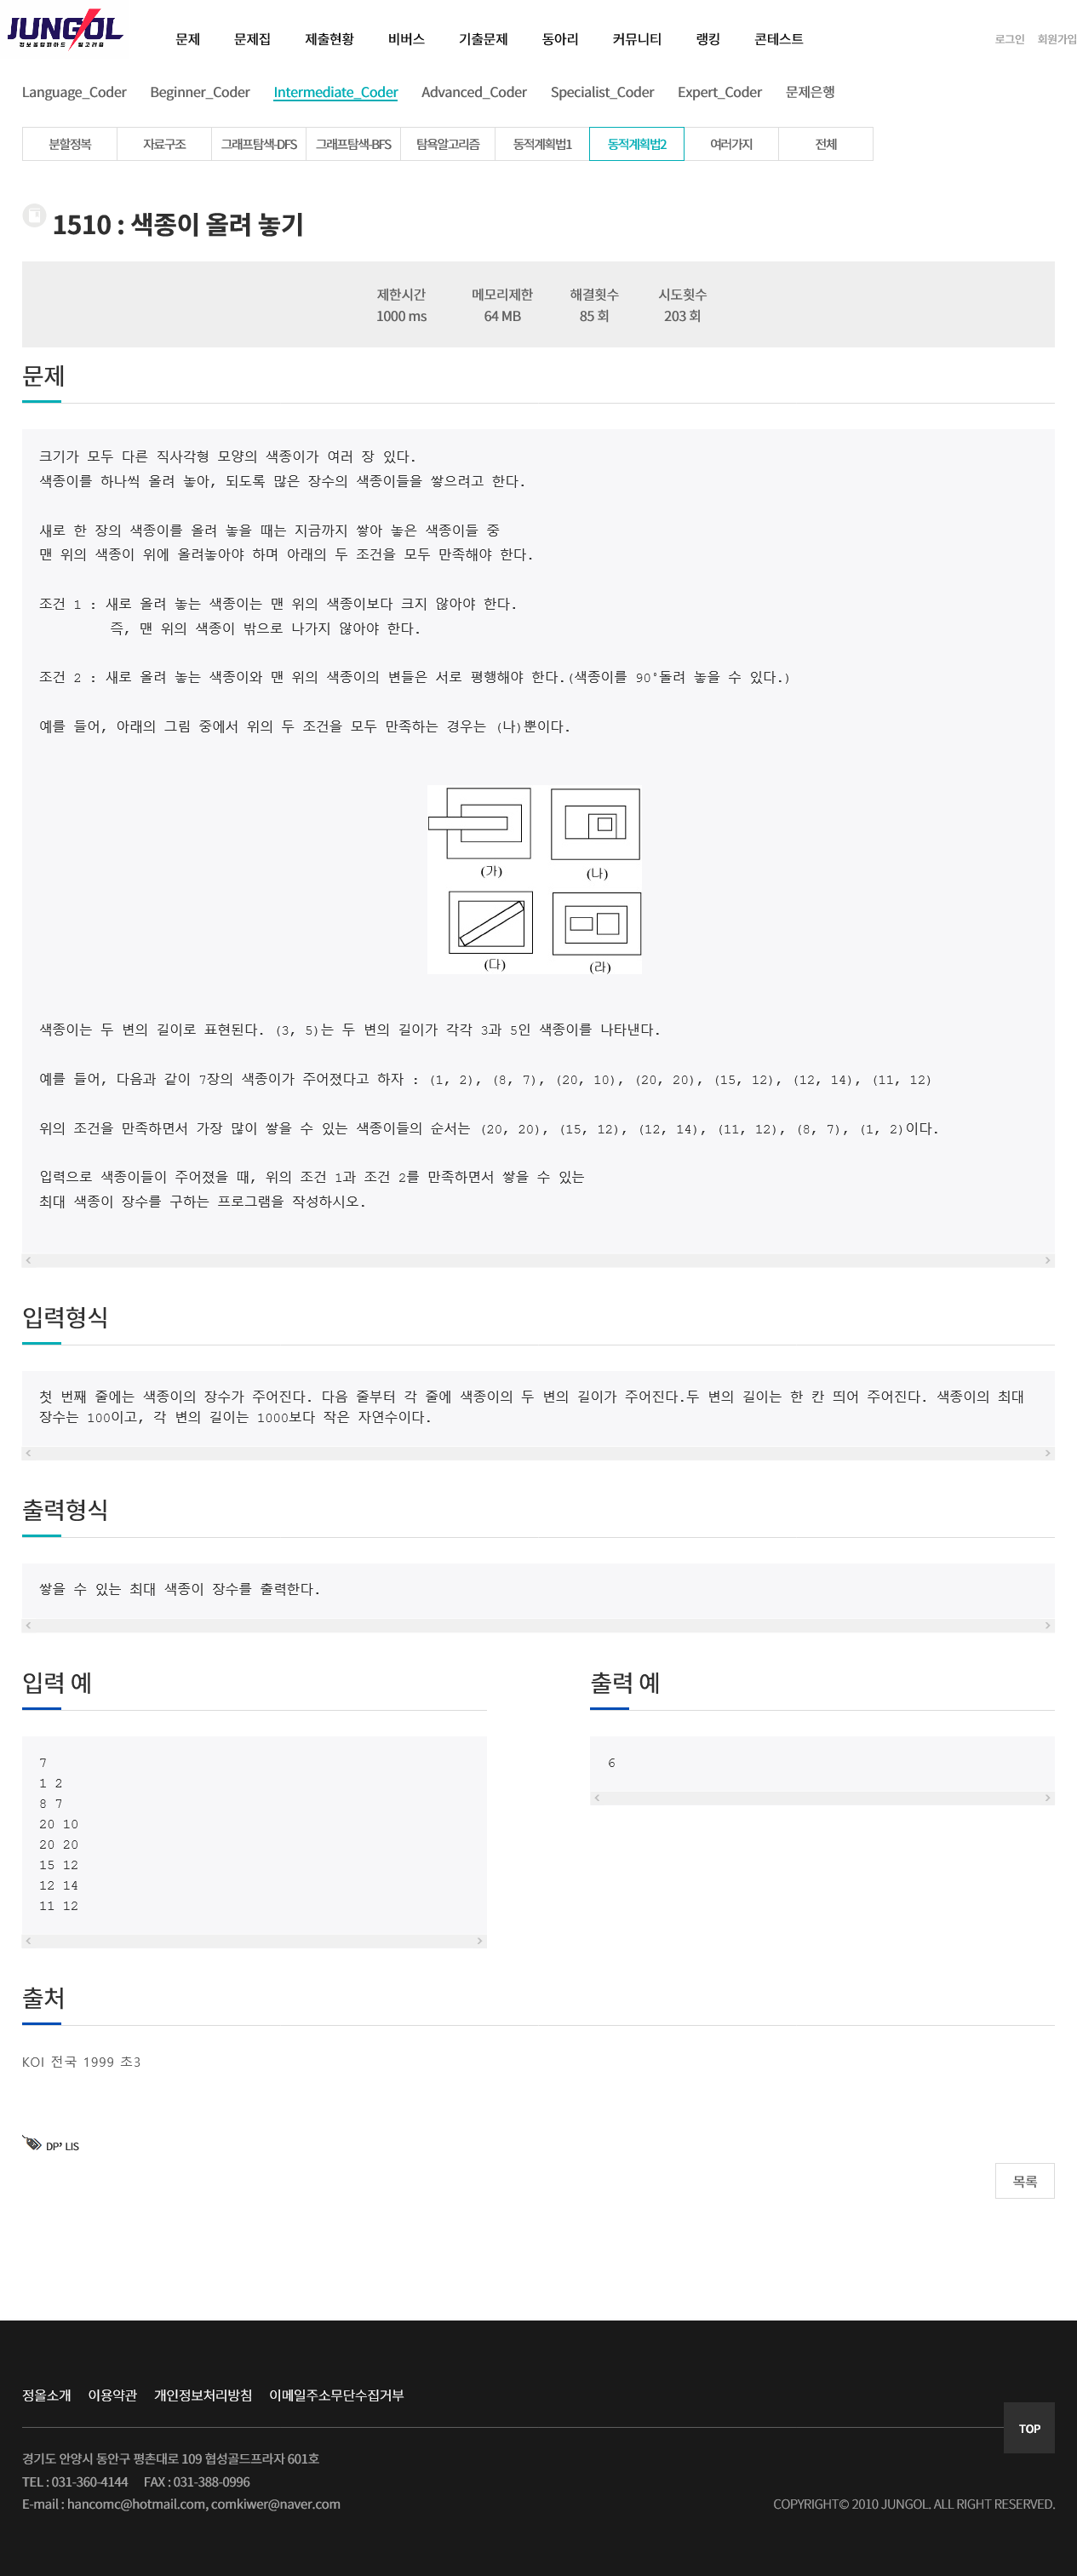 JUNGOL
정보올림피아드 알고리즘
문제 문제집 제출현황 비버스 기출문제 동아리 커뮤니티 랭킹 콘테스트 로그인 회원가입
Language_Coder Beginner_Coder Intermediate_Coder Advanced_Coder Specialist_Coder Expert_Coder 문제은행
분할정복 자료구조 그래프탐색-DFS 그래프탐색-BFS 탐욕알고리즘 동적계획법1 동적계획법2 여러가지 전체
1510 : 색종이 올려 놓기
제한시간 메모리제한 해결횟수 시도횟수
1000 ms 64 MB 85 회 203 회
문제
크기가 모두 다른 직사각형 모양의 색종이가 여러 장 있다.
색종이를 하나씩 올려 놓아, 되도록 많은 장수의 색종이들을 쌓으려고 한다.
새로 한 장의 색종이를 올려 놓을 때는 지금까지 쌓아 놓은 색종이들 중
맨 위의 색종이 위에 올려놓아야 하며 아래의 두 조건을 모두 만족해야 한다.
조건 1 : 새로 올려 놓는 색종이는 맨 위의 색종이보다 크지 않아야 한다.
즉, 맨 위의 색종이 밖으로 나가지 않아야 한다.
조건 2 : 새로 올려 놓는 색종이와 맨 위의 색종이의 변들은 서로 평행해야 한다.(색종이를 90°돌려 놓을 수 있다.)
예를 들어, 아래의 그림 중에서 위의 두 조건을 모두 만족하는 경우는 (나)뿐이다.
(가) (나)
(다) (라)
색종이는 두 변의 길이로 표현된다. (3, 5)는 두 변의 길이가 각각 3과 5인 색종이를 나타낸다.
예를 들어, 다음과 같이 7장의 색종이가 주어졌다고 하자 : (1, 2), (8, 7), (20, 10), (20, 20), (15, 12), (12, 14), (11, 12)
위의 조건을 만족하면서 가장 많이 쌓을 수 있는 색종이들의 순서는 (20, 20), (15, 12), (12, 14), (11, 12), (8, 7), (1, 2)이다.
입력으로 색종이들이 주어졌을 때, 위의 조건 1과 조건 2를 만족하면서 쌓을 수 있는
최대 색종이 장수를 구하는 프로그램을 작성하시오.
입력형식
첫 번째 줄에는 색종이의 장수가 주어진다. 다음 줄부터 각 줄에 색종이의 두 변의 길이가 주어진다.두 변의 길이는 한 칸 띄어 주어진다. 색종이의 최대
장수는 100이고, 각 변의 길이는 1000보다 작은 자연수이다.
출력형식
쌓을 수 있는 최대 색종이 장수를 출력한다.
입력 예
7
1 2
8 7
20 10
20 20
15 12
12 14
11 12
출력 예
6
출처
KOI 전국 1999 초3
DP, LIS
목록
정올소개 이용약관 개인정보처리방침 이메일주소무단수집거부
TOP
경기도 안양시 동안구 평촌대로 109 협성골드프라자 601호
TEL : 031-360-4144 FAX : 031-388-0996
E-mail : hancomc@hotmail.com, comkiwer@naver.com
COPYRIGHT© 2010 JUNGOL. ALL RIGHT RESERVED.